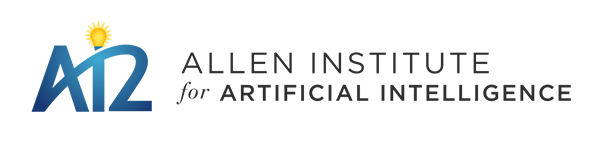 Ai2
ALLEN INSTITUTE
for ARTIFICIAL INTELLIGENCE